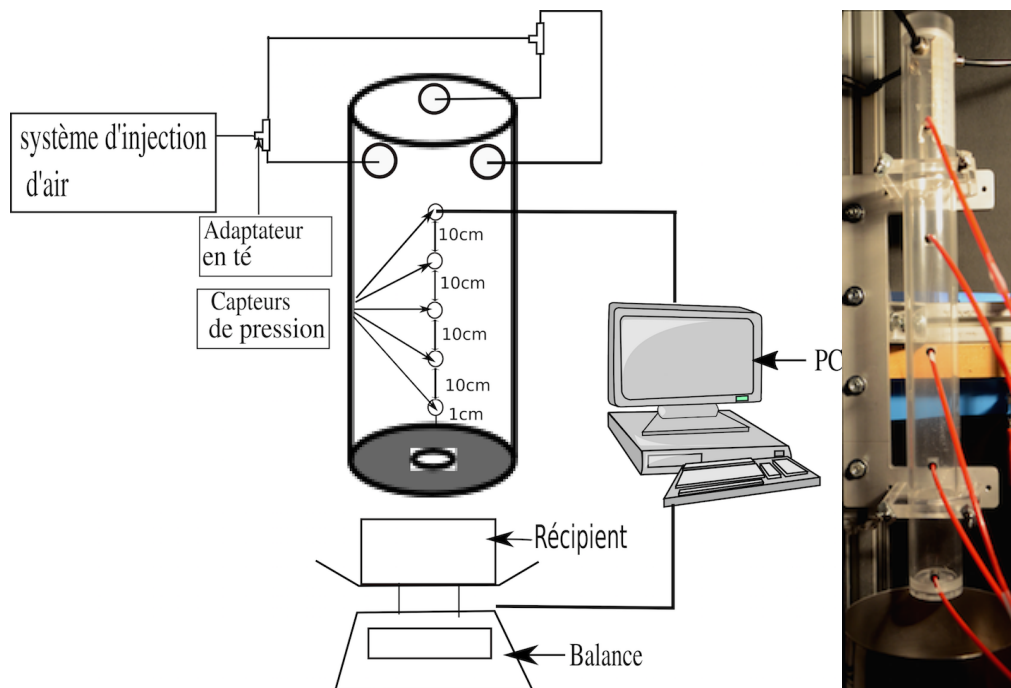 système d'injection
d'air
Adaptateur
en té
Capteurs
de pression
10cm
10cm
10cm
10cm
1cm
PC
Récipient
Balance